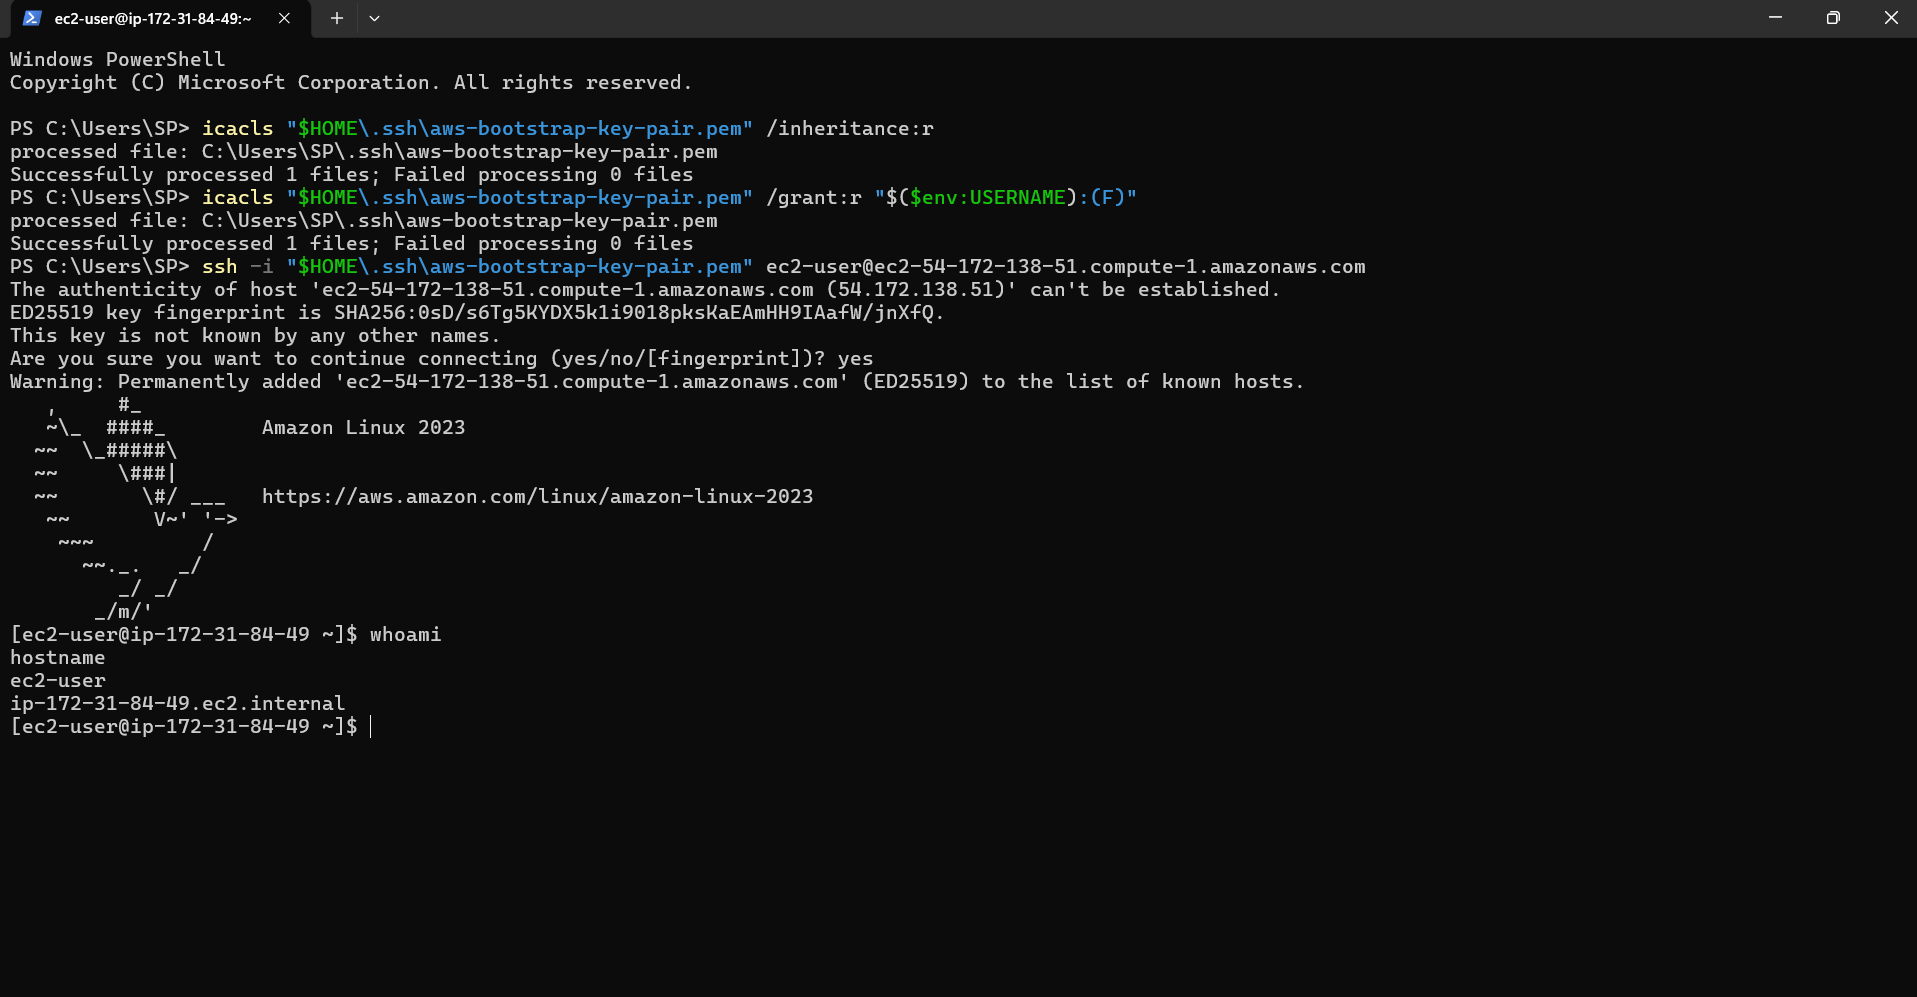 ec2-user@ip-172-31-84-49:~
Windows PowerShell
Copyright (C) Microsoft Corporation. All rights reserved.
PS C:\Users\SP> icacls "$HOME\.ssh\aws-bootstrap-key-pair.pem" /inheritance:r
processed file: C:\Users\SP\.ssh\aws-bootstrap-key-pair.pem
Successfully processed 1 files; Failed processing 0 files
PS C:\Users\SP> icacls "$HOME\.ssh\aws-bootstrap-key-pair.pem" /grant:r "$($env:USERNAME):(F)"
processed file: C:\Users\SP\.ssh\aws-bootstrap-key-pair.pem
Successfully processed 1 files; Failed processing 0 files
PS C:\Users\SP> ssh -i "$HOME\.ssh\aws-bootstrap-key-pair.pem" ec2-user@ec2-54-172-138-51.compute-1.amazonaws.com
The authenticity of host 'ec2-54-172-138-51.compute-1.amazonaws.com (54.172.138.51)' can't be established.
ED25519 key fingerprint is SHA256:0sD/s6Tg5KYDX5k1i9018pksKaEAmHH9IAafW/jnXfQ.
This key is not known by any other names.
Are you sure you want to continue connecting (yes/no/[fingerprint])? yes
Warning: Permanently added 'ec2-54-172-138-51.compute-1.amazonaws.com' (ED25519) to the list of known hosts.
   ,     #_
   ~\_  ####_        Amazon Linux 2023
  ~~  \_#####\
  ~~     \###|
  ~~       \#/ ___   https://aws.amazon.com/linux/amazon-linux-2023
   ~~       V~' '->
    ~~~         /
      ~~._.   _/
         _/ _/
       _/m/'
[ec2-user@ip-172-31-84-49 ~]$ whoami
hostname
ec2-user
ip-172-31-84-49.ec2.internal
[ec2-user@ip-172-31-84-49 ~]$